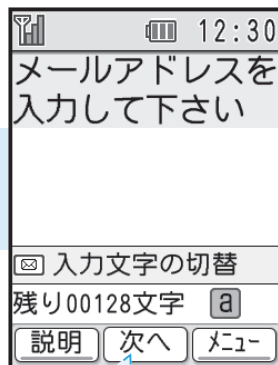 12:30
メールアドレスを
入力して下さい
入力文字の切替
残り00128文字 a
説明 次へ メニュー